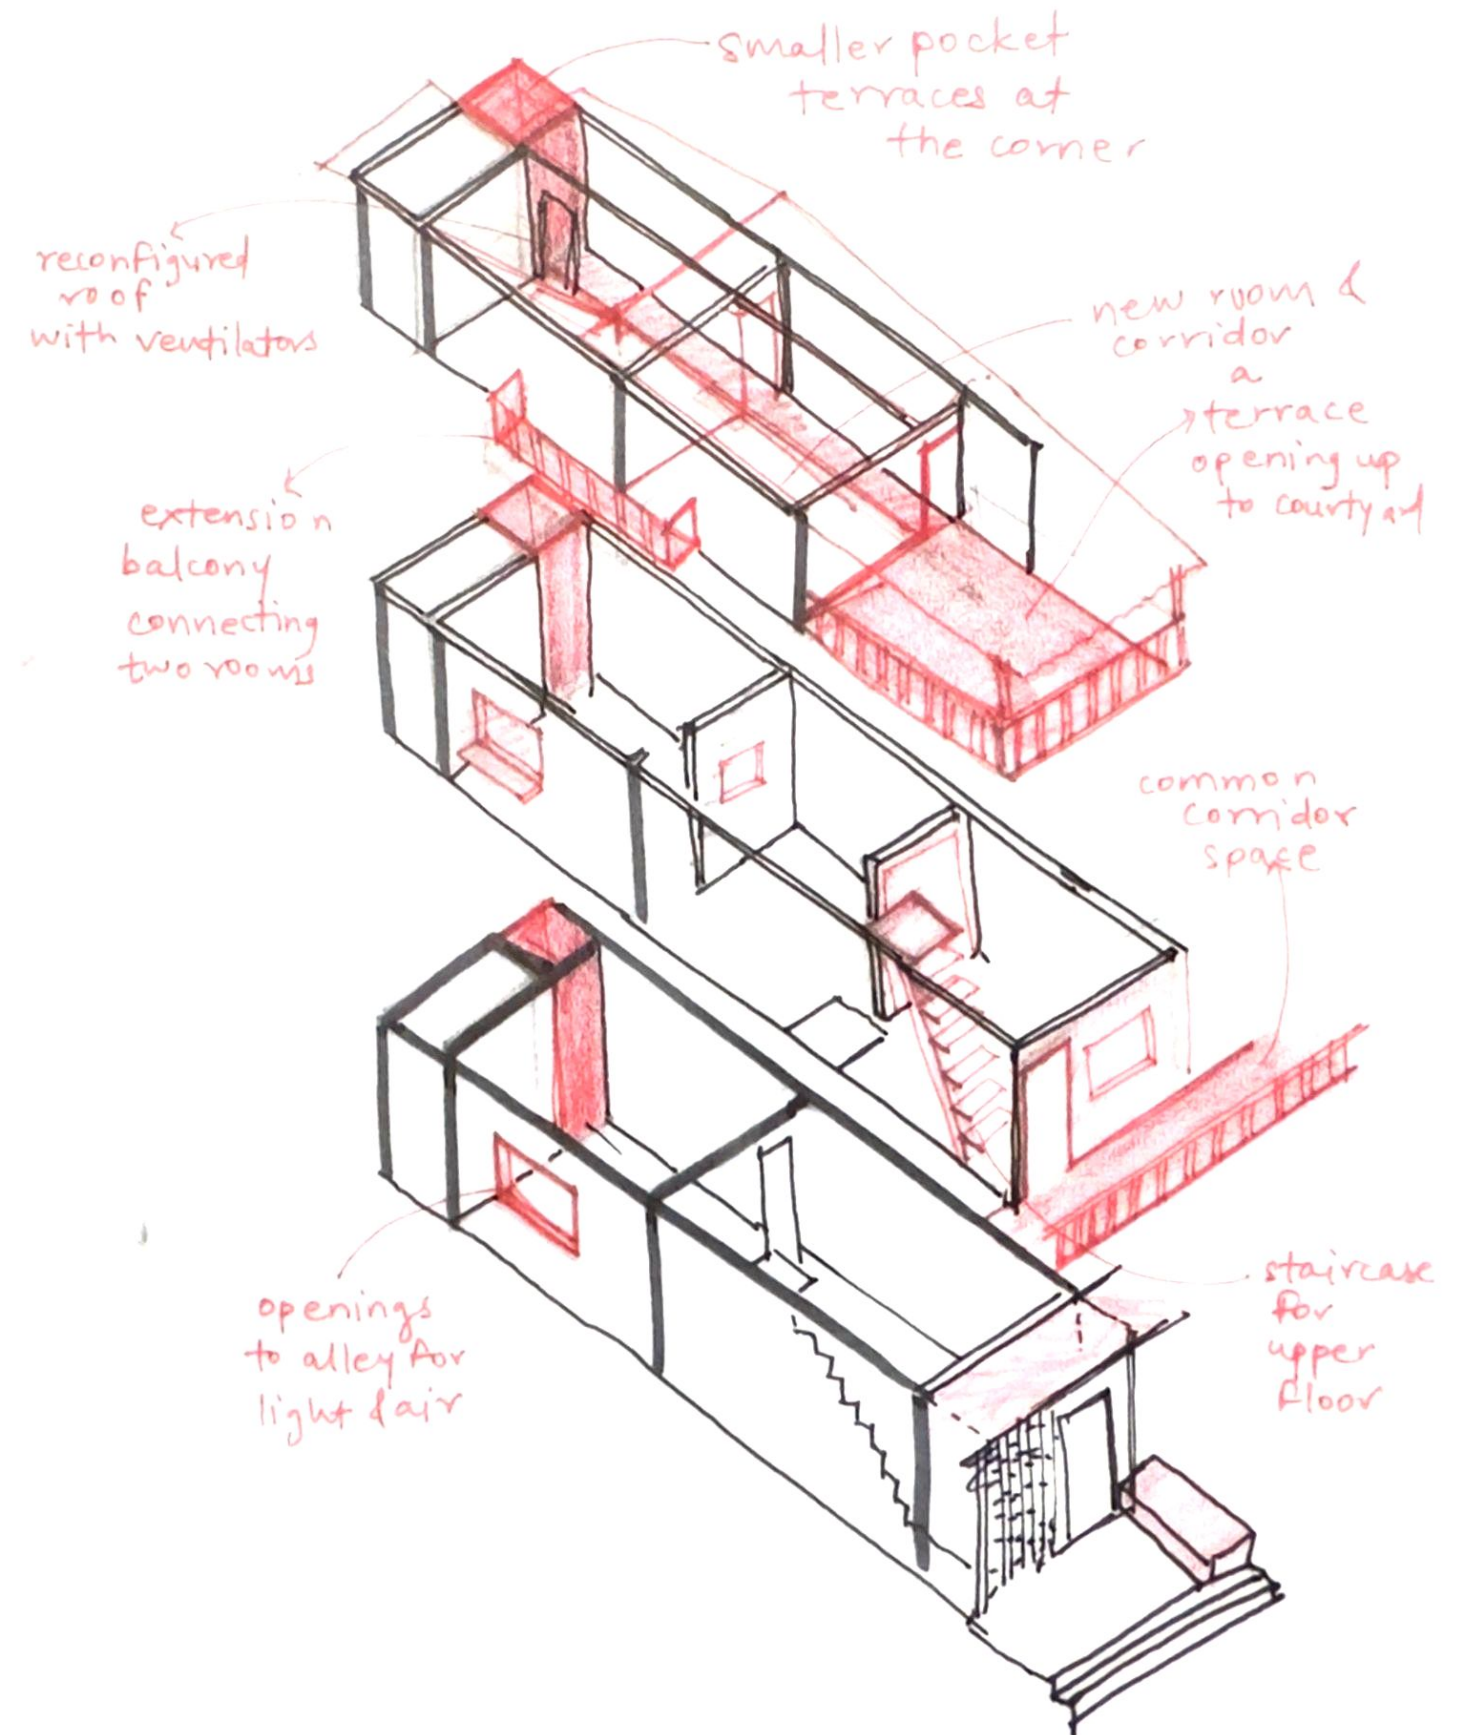 smaller pocket
terraces at
the corner
reconfigured
roof
with ventilators
new room &
corridor
a
terrace
opening up
to courtyard
extension
balcony
connecting
two rooms
common
corridor
space
openings
to alley for
light & air
staircase
for
upper
floor